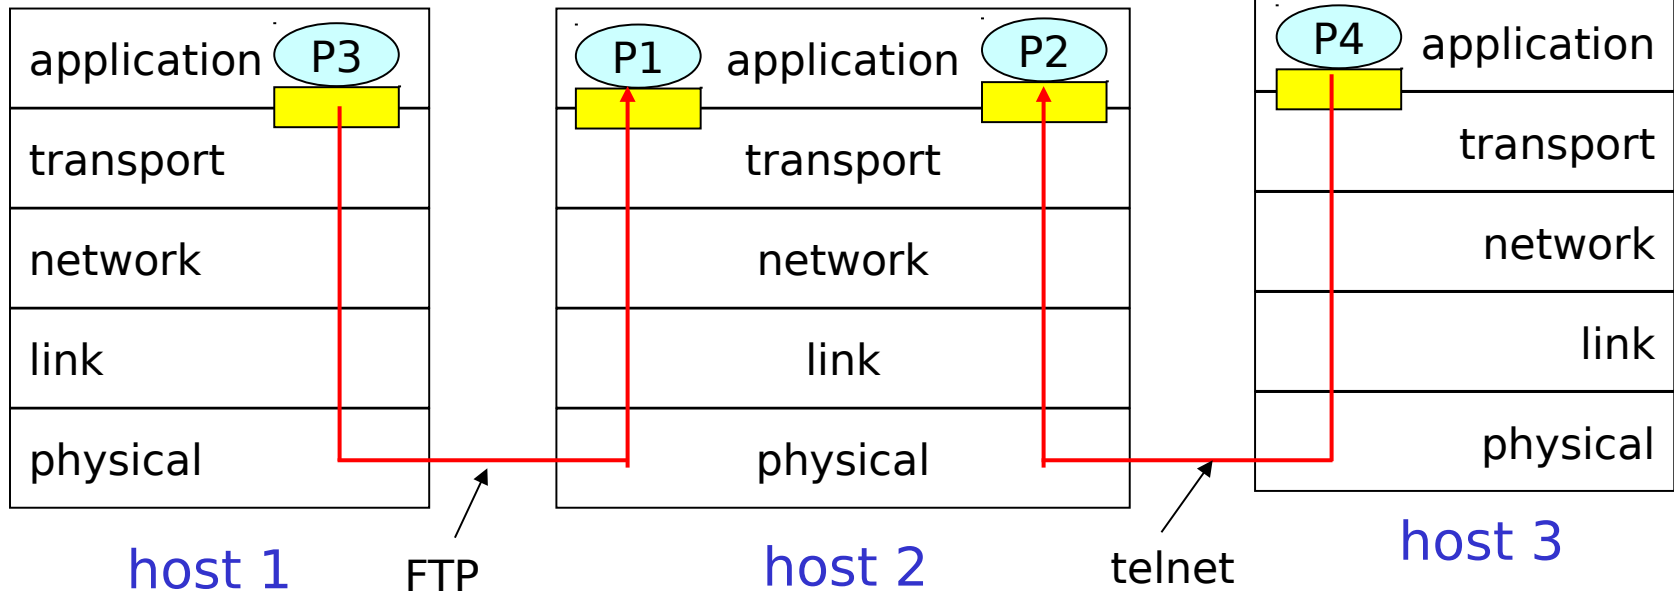 application P3
transport
network
link
physical
host 1
FTP
P1 application P2
transport
network
link
physical
host 2
telnet
P4 application
transport
network
link
physical
host 3